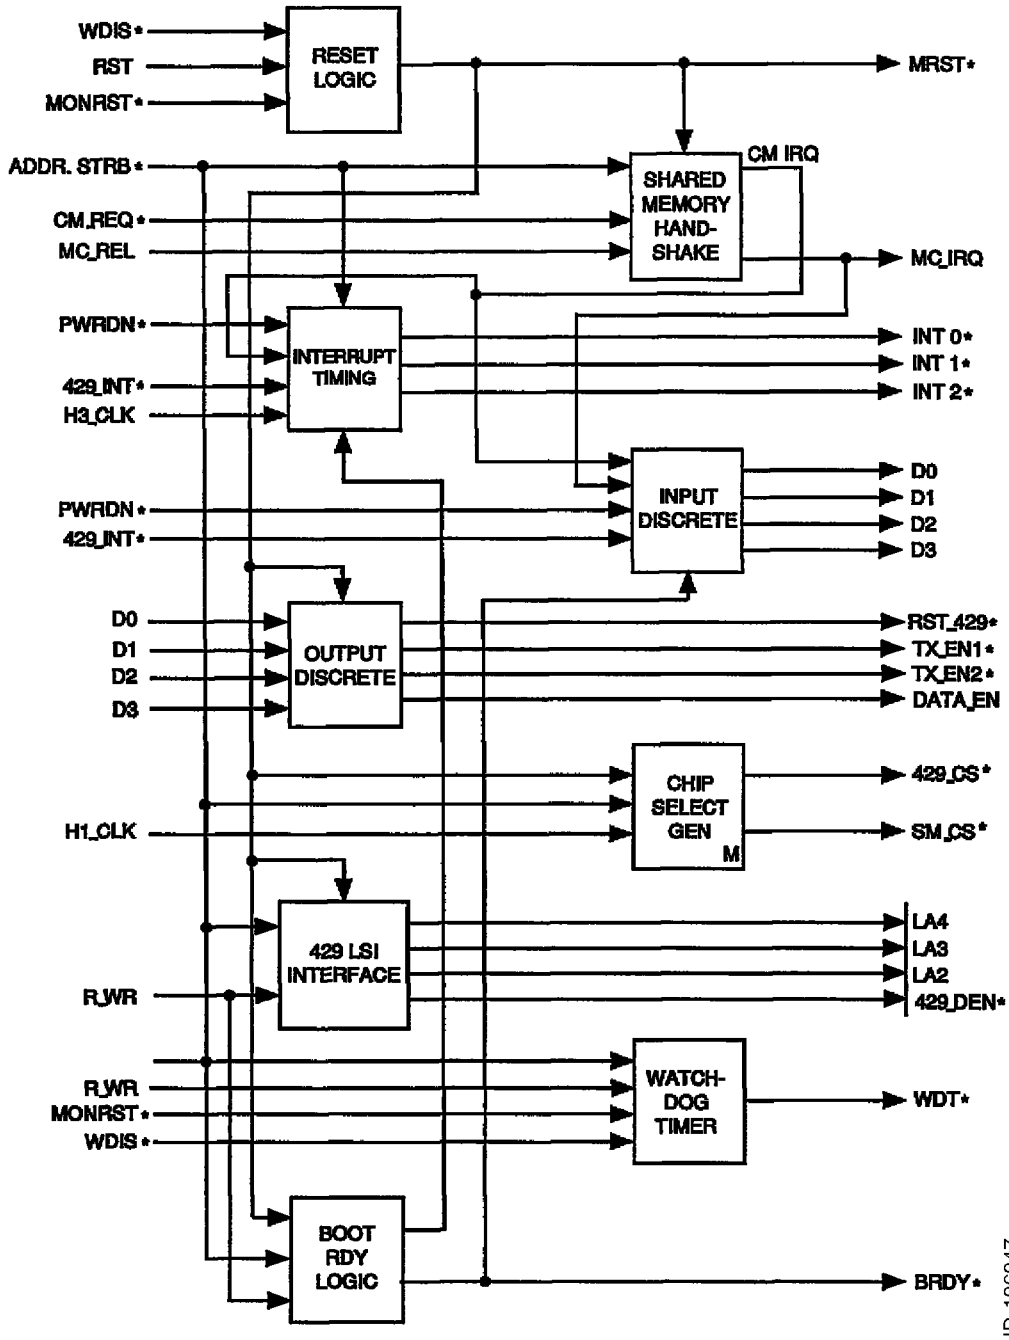 WDIS*
RST
MONRST*
RESET
LOGIC
MRST*
ADDR. STRB*
CM_REQ*
MC_REL
SHARED
MEMORY
HAND-
SHAKE
CM IRQ
MC_IRQ
PWRDN*
429_INT*
H3_CLK
INTERRUPT
TIMING
INT 0*
INT 1*
INT 2*
PWRDN*
429_INT*
INPUT
DISCRETE
D0
D1
D2
D3
D0
D1
D2
D3
OUTPUT
DISCRETE
RST_429*
TX_EN1*
TX_EN2*
DATA_EN
H1_CLK
CHIP
SELECT
GEN
M
429_CS*
SM_CS*
R_WR
429 LSI
INTERFACE
LA4
LA3
LA2
429_DEN*
R_WR
MONRST*
WDIS*
WATCH-
DOG
TIMER
WDT*
BOOT
RDY
LOGIC
BRDY*